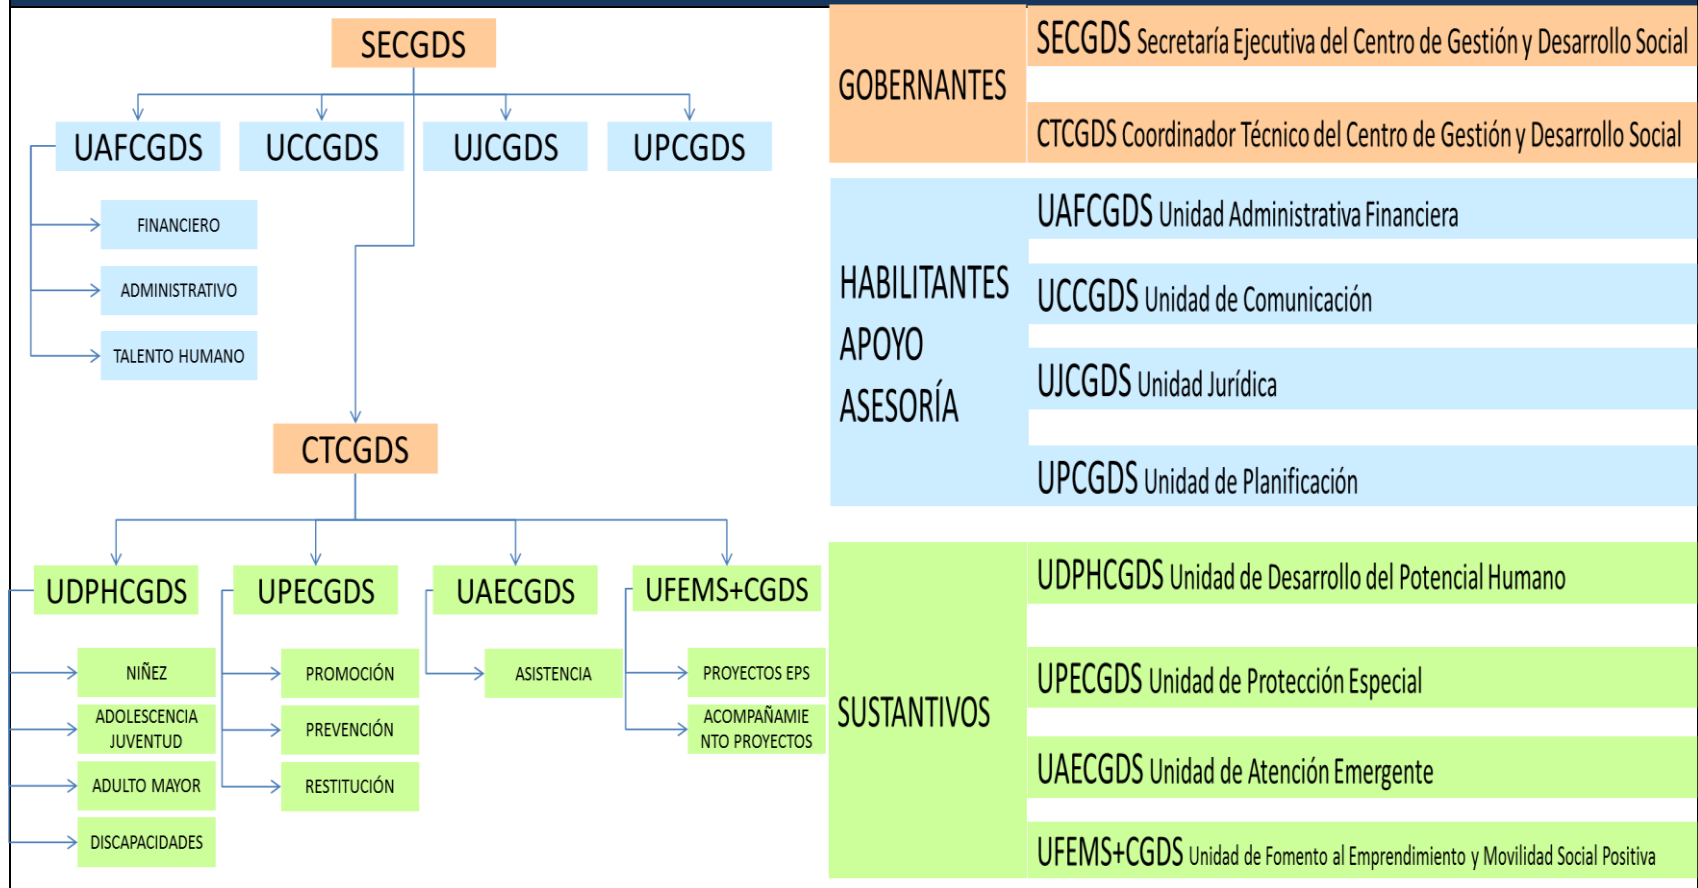 SECGDS
UAFCGDS
UCCGDS
UJCGDS
UPCGDS
FINANCIERO
ADMINISTRATIVO
TALENTO HUMANO
CTCGDS
UDPHCGDS
UPECGDS
UAECGDS
UFEMS+CGDS
NIÑEZ
ADOLESCENCIA
JUVENTUD
ADULTO MAYOR
DISCAPACIDADES
PROMOCIÓN
PREVENCIÓN
RESTITUCIÓN
ASISTENCIA
PROYECTOS EPS
ACOMPAÑAMIE
NTO PROYECTOS
GOBERNANTES
SECGDS Secretaría Ejecutiva del Centro de Gestión y Desarrollo Social
CTCGDS Coordinador Técnico del Centro de Gestión y Desarrollo Social
HABILITANTES
APOYO
ASESORÍA
UAFCGDS Unidad Administrativa Financiera
UCCGDS Unidad de Comunicación
UJCGDS Unidad Jurídica
UPCGDS Unidad de Planificación
SUSTANTIVOS
UDPHCGDS Unidad de Desarrollo del Potencial Humano
UPECGDS Unidad de Protección Especial
UAECGDS Unidad de Atención Emergente
UFEMS+CGDS Unidad de Fomento al Emprendimiento y Movilidad Social Positiva